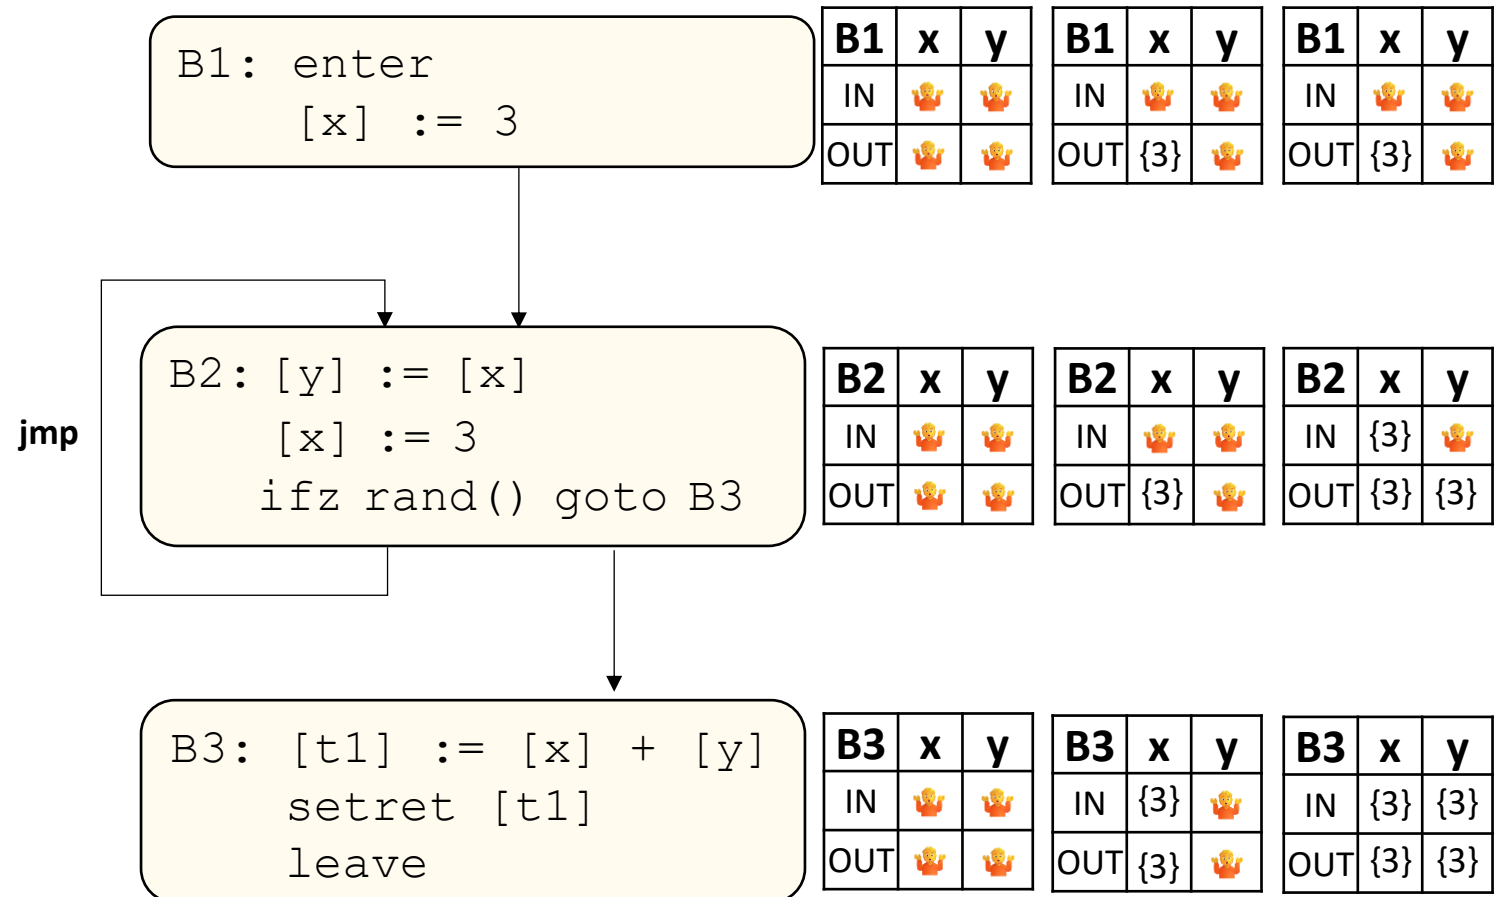 B1: enter
[x] := 3
B1 x y
IN 🤷 🤷
OUT 🤷 🤷
B1 x y
IN 🤷 🤷
OUT {3} 🤷
B1 x y
IN 🤷 🤷
OUT {3} 🤷
jmp
B2: [y] := [x]
[x] := 3
ifz rand() goto B3
B2 x y
IN 🤷 🤷
OUT 🤷 🤷
B2 x y
IN 🤷 🤷
OUT {3} 🤷
B2 x y
IN {3} 🤷
OUT {3} {3}
B3: [t1] := [x] + [y]
setret [t1]
leave
B3 x y
IN 🤷 🤷
OUT 🤷 🤷
B3 x y
IN {3} 🤷
OUT {3} 🤷
B3 x y
IN {3} {3}
OUT {3} {3}